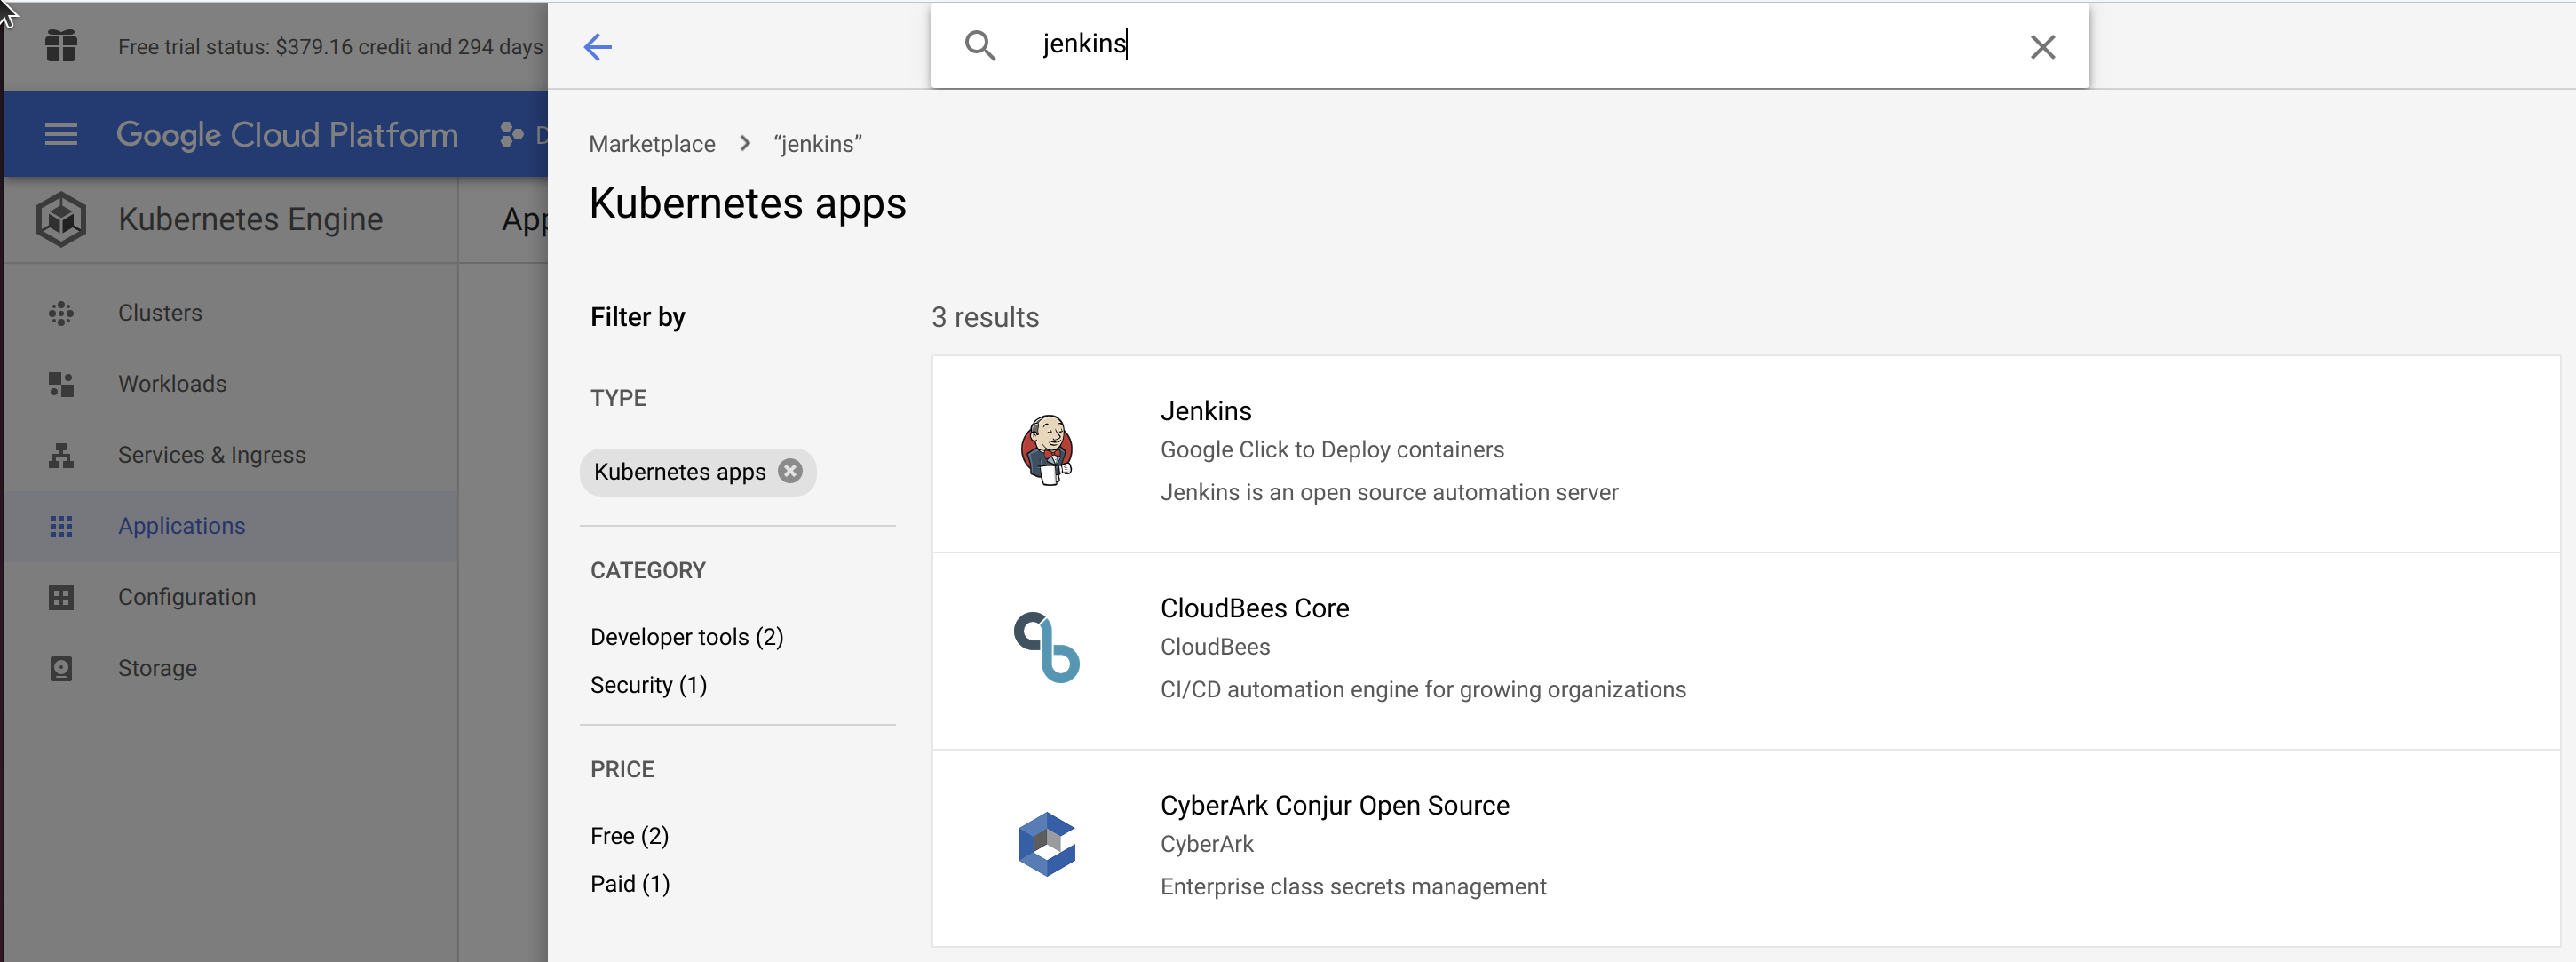 Free trial status: $379.16 credit and 294 days
jenkins
Google Cloud Platform
Marketplace > “jenkins”
Kubernetes Engine
Kubernetes apps
Clusters
Workloads
Services & Ingress
Applications
Configuration
Storage
Filter by
TYPE
Kubernetes apps
CATEGORY
Developer tools (2)
Security (1)
PRICE
Free (2)
Paid (1)
3 results
Jenkins
Google Click to Deploy containers
Jenkins is an open source automation server
CloudBees Core
CloudBees
CI/CD automation engine for growing organizations
CyberArk Conjur Open Source
CyberArk
Enterprise class secrets management